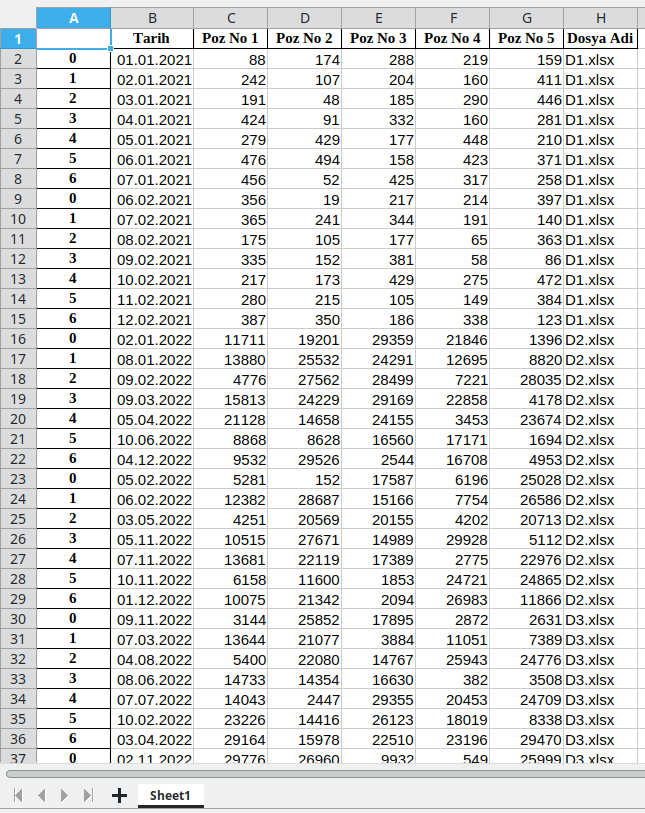 A B C D E F G H
1 Tarih Poz No 1 Poz No 2 Poz No 3 Poz No 4 Poz No 5 Dosya Adi
2 0 01.01.2021 88 174 288 219 159 D1.xlsx
3 1 02.01.2021 242 107 204 160 411 D1.xlsx
4 2 03.01.2021 191 48 185 290 446 D1.xlsx
5 3 04.01.2021 424 91 332 160 281 D1.xlsx
6 4 05.01.2021 279 429 177 448 210 D1.xlsx
7 5 06.01.2021 476 494 158 423 371 D1.xlsx
8 6 07.01.2021 456 52 425 317 258 D1.xlsx
9 0 06.02.2021 356 19 217 214 397 D1.xlsx
10 1 07.02.2021 365 241 344 191 140 D1.xlsx
11 2 08.02.2021 175 105 177 65 363 D1.xlsx
12 3 09.02.2021 335 152 381 58 86 D1.xlsx
13 4 10.02.2021 217 173 429 275 472 D1.xlsx
14 5 11.02.2021 280 215 105 149 384 D1.xlsx
15 6 12.02.2021 387 350 186 338 123 D1.xlsx
16 0 02.01.2022 11711 19201 29359 21846 1396 D2.xlsx
17 1 08.01.2022 13880 25532 24291 12695 8820 D2.xlsx
18 2 09.02.2022 4776 27562 28499 7221 28035 D2.xlsx
19 3 09.03.2022 15813 24229 29169 22858 4178 D2.xlsx
20 4 05.04.2022 21128 14658 24155 3453 23674 D2.xlsx
21 5 10.06.2022 8868 8628 16560 17171 1694 D2.xlsx
22 6 04.12.2022 9532 29526 2544 16708 4953 D2.xlsx
23 0 05.02.2022 5281 152 17587 6196 25028 D2.xlsx
24 1 06.02.2022 12382 28687 15166 7754 26586 D2.xlsx
25 2 03.05.2022 4251 20569 20155 4202 20713 D2.xlsx
26 3 05.11.2022 10515 27671 14989 29928 5112 D2.xlsx
27 4 07.11.2022 13681 22119 17389 2775 22976 D2.xlsx
28 5 10.11.2022 6158 11600 1853 24721 24865 D2.xlsx
29 6 01.12.2022 10075 21342 2094 26983 11866 D2.xlsx
30 0 09.11.2022 3144 25852 17895 2872 2631 D3.xlsx
31 1 07.03.2022 13644 21077 3884 11051 7389 D3.xlsx
32 2 04.08.2022 5400 22080 14767 25943 24776 D3.xlsx
33 3 08.06.2022 14733 14354 16630 382 3508 D3.xlsx
34 4 07.07.2022 14043 2447 29355 20453 24709 D3.xlsx
35 5 10.02.2022 23226 14416 26123 18019 8338 D3.xlsx
36 6 03.04.2022 29164 15978 22510 23196 29470 D3.xlsx
37 0 02.11.2022 29776 26960 9932 549 25999 D3.xlsx
Sheet1